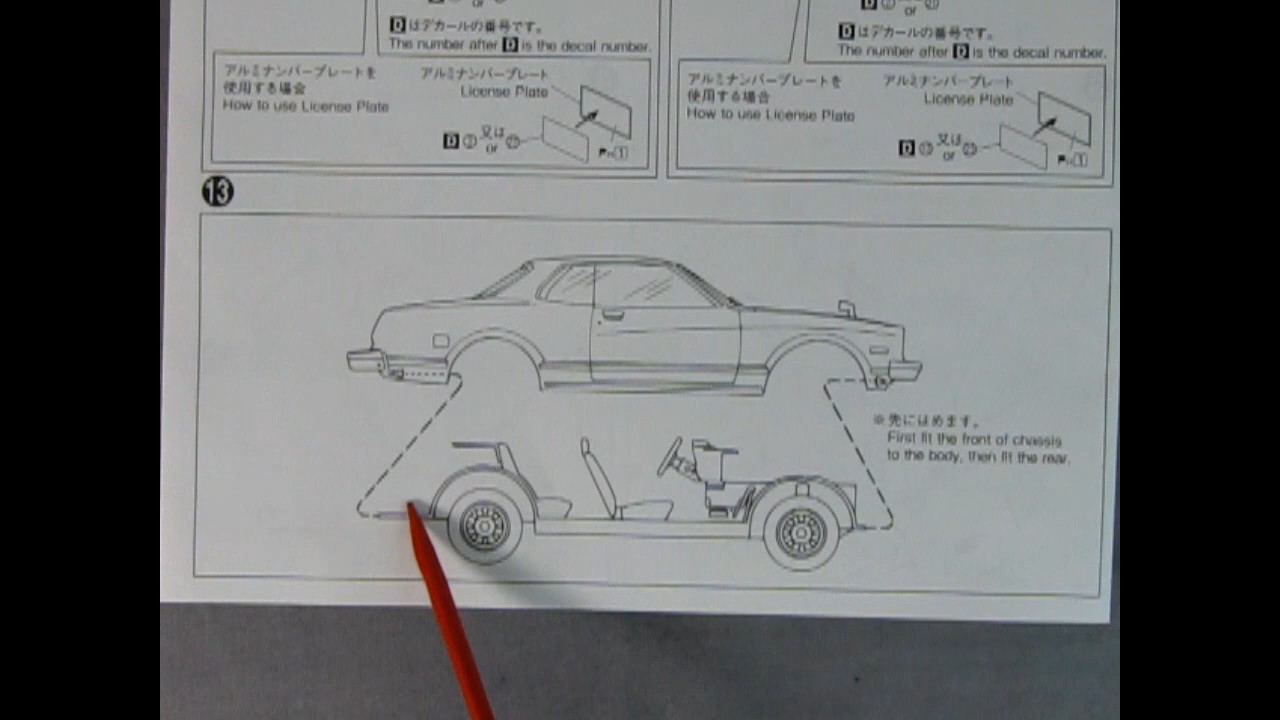 or
D はデカールの番号です。
The number after D is the decal number.
アルミナンバープレートを
使用する場合
How to use License Plate
アルミナンバープレート
License Plate
D
又は
or
or
D はデカールの番号です。
The number after D is the decal number.
アルミナンバープレートを
使用する場合
How to use License Plate
アルミナンバープレート
License Plate
D
又は
or
13
※先にはめます。
First fit the front of chassis
to the body, then fit the rear.